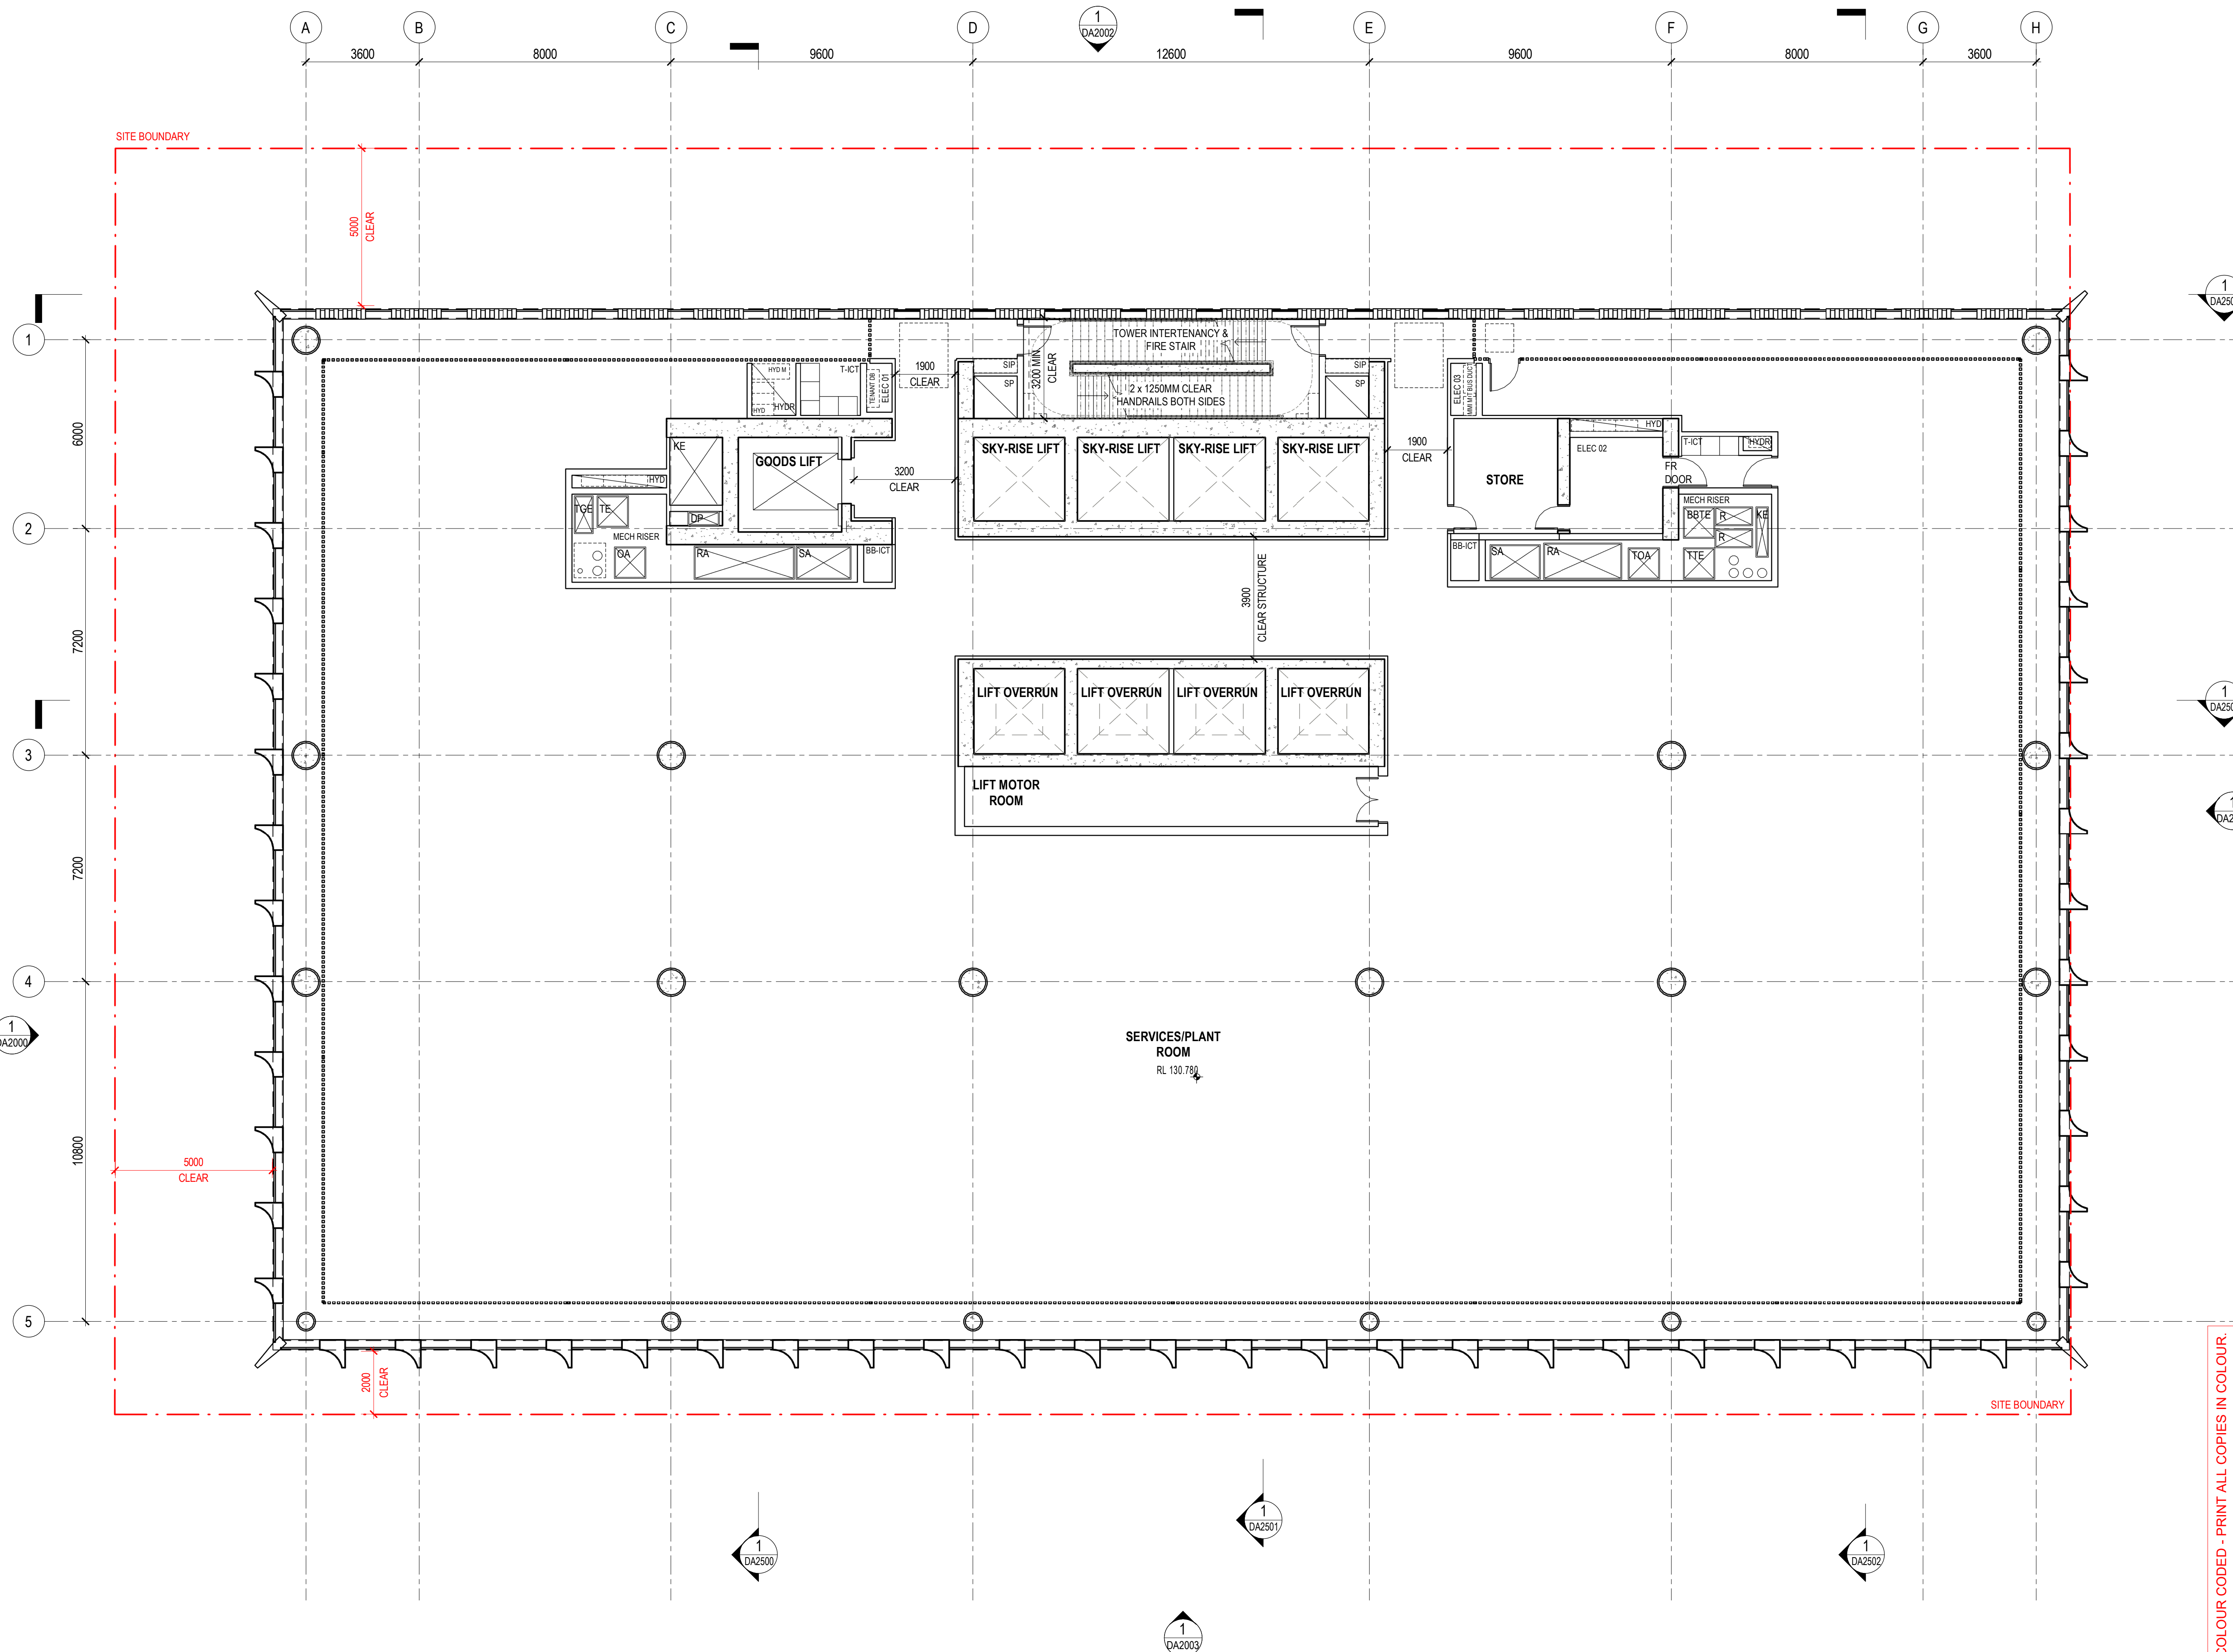 A
B
C
D
E
F
G
H
1
DA2002
3600
8000
9600
12600
9600
8000
3600
SITE BOUNDARY
5000
CLEAR
1
1
TOWER INTERTENANCY &
FIRE STAIR
3200 MIN
CLEAR
2 x 1250MM CLEAR
HANDRAILS BOTH SIDES
SIP
SP
SIP
SP
1900
CLEAR
HYD M
HYD
HYDR
T-ICT
TENANT DB
ELEC 01
ELEC 03
6000
KE
GOODS LIFT
3200
CLEAR
SKY-RISE LIFT
SKY-RISE LIFT
SKY-RISE LIFT
SKY-RISE LIFT
1900
CLEAR
STORE
ELEC 02
HYD
T-ICT
HYDR
FR
DOOR
HYD
TGE
TE
DP
MECH RISER
OA
RA
SA
BB-ICT
2
MECH RISER
BBTE
R
R
KE
BB-ICT
SA
RA
TOA
TTE
3900
CLEAR STRUCTURE
7200
LIFT OVERRUN
LIFT OVERRUN
LIFT OVERRUN
LIFT OVERRUN
1
3
LIFT MOTOR
ROOM
7200
4
1
DA2000
SERVICES/PLANT
ROOM
RL 130.780
10800
5000
CLEAR
5
2000
CLEAR
SITE BOUNDARY
1
DA2500
1
DA2501
1
DA2502
1
DA2003
COLOUR CODED - PRINT ALL COPIES IN COLOUR.